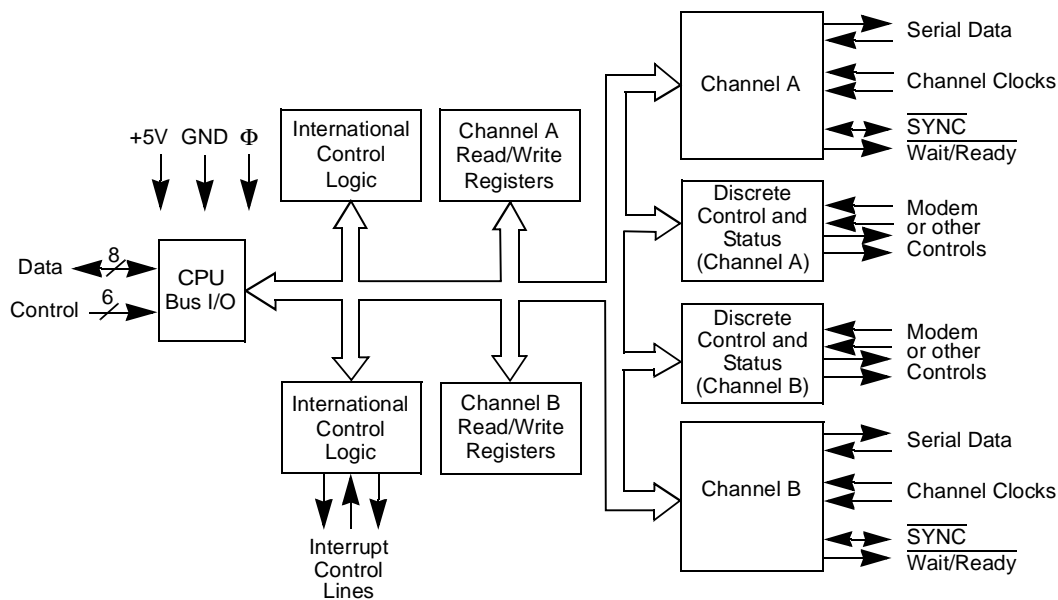 +5V GND Φ
Data
8
Control
6
CPU
Bus I/O
International
Control
Logic
Channel A
Read/Write
Registers
International
Control
Logic
Channel B
Read/Write
Registers
Interrupt
Control
Lines
Channel A
Serial Data
Channel Clocks
SYNC
Wait/Ready
Discrete
Control and
Status
(Channel A)
Modem
or other
Controls
Discrete
Control and
Status
(Channel B)
Modem
or other
Controls
Channel B
Serial Data
Channel Clocks
SYNC
Wait/Ready